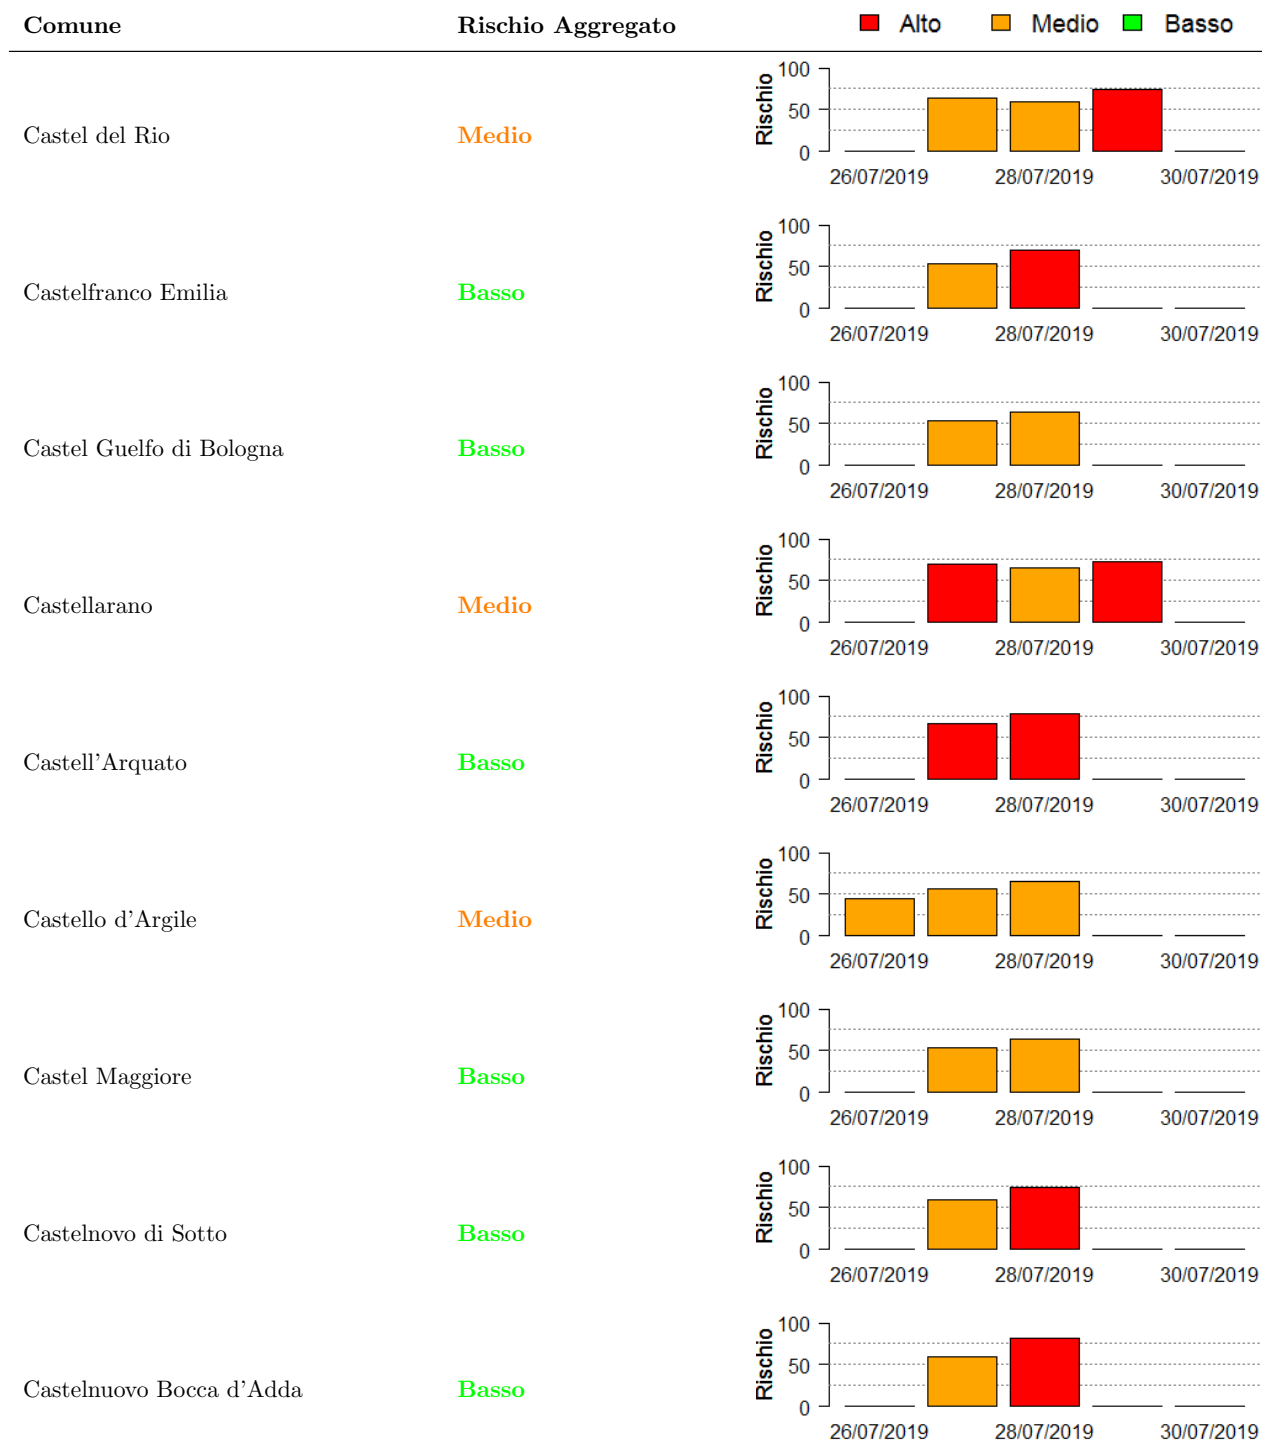 Comune Rischio Aggregato Alto Medio Basso
100
50
0
Rischio
Castel del Rio Medio
26/07/2019 28/07/2019 30/07/2019
100
50
0
Rischio
Castelfranco Emilia Basso
26/07/2019 28/07/2019 30/07/2019
100
50
0
Rischio
Castel Guelfo di Bologna Basso
26/07/2019 28/07/2019 30/07/2019
100
50
0
Rischio
Castellarano Medio
26/07/2019 28/07/2019 30/07/2019
100
50
0
Rischio
Castell'Arquato Basso
26/07/2019 28/07/2019 30/07/2019
100
50
0
Rischio
Castello d'Argile Medio
26/07/2019 28/07/2019 30/07/2019
100
50
0
Rischio
Castel Maggiore Basso
26/07/2019 28/07/2019 30/07/2019
100
50
0
Rischio
Castelnovo di Sotto Basso
26/07/2019 28/07/2019 30/07/2019
100
50
0
Rischio
Castelnuovo Bocca d'Adda Basso
26/07/2019 28/07/2019 30/07/2019